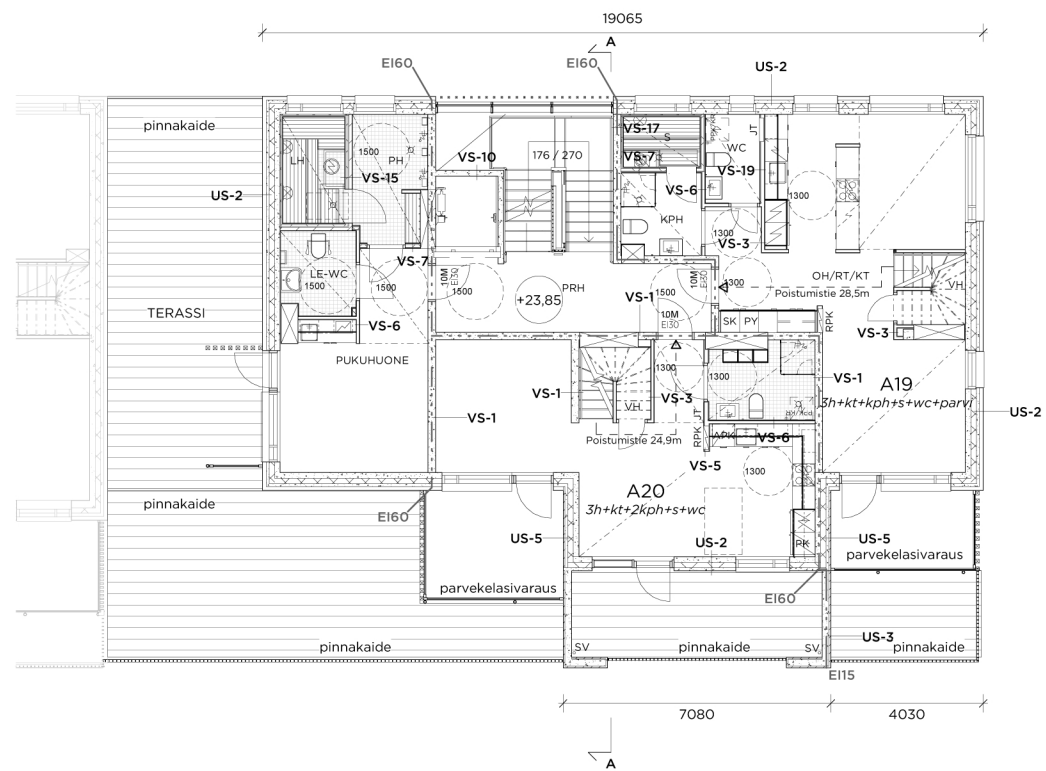 19065
A
EI60
EI60
US-2
pinnakaide
VS-17
S
JT
WC
LH
1500
PH
VS-10
176 / 270
VS-7
VS-15
VS-19
US-2
VS-6
1300
KPH
1300
VS-3
LE-WC
VS-7
10M
EI30
PRH
10M
EI30
OH/RT/KT
VH
1500
1500
1500
+23,85
VS-1
1500
1300
Poistumistie 28,5m
TERASSI
10M
EI30
SK
PY
RPK
VS-3
VS-6
PUKUHUONE
1300
1300
VS-1
A19
VS-1
VS-3
3h+kt+kph+s+wc+parvi
VS-1
VH
JT
US-2
Poistumistie 24,9m
RPK
APK
VS-6
VS-5
1300
A20
pinnakaide
3h+kt+2kph+s+wc
EI60
US-5
US-2
PK
US-5
parvekelasivaraus
parvekelasivaraus
EI60
US-3
pinnakaide
SV
pinnakaide
SV
pinnakaide
EI15
7080
4030
A